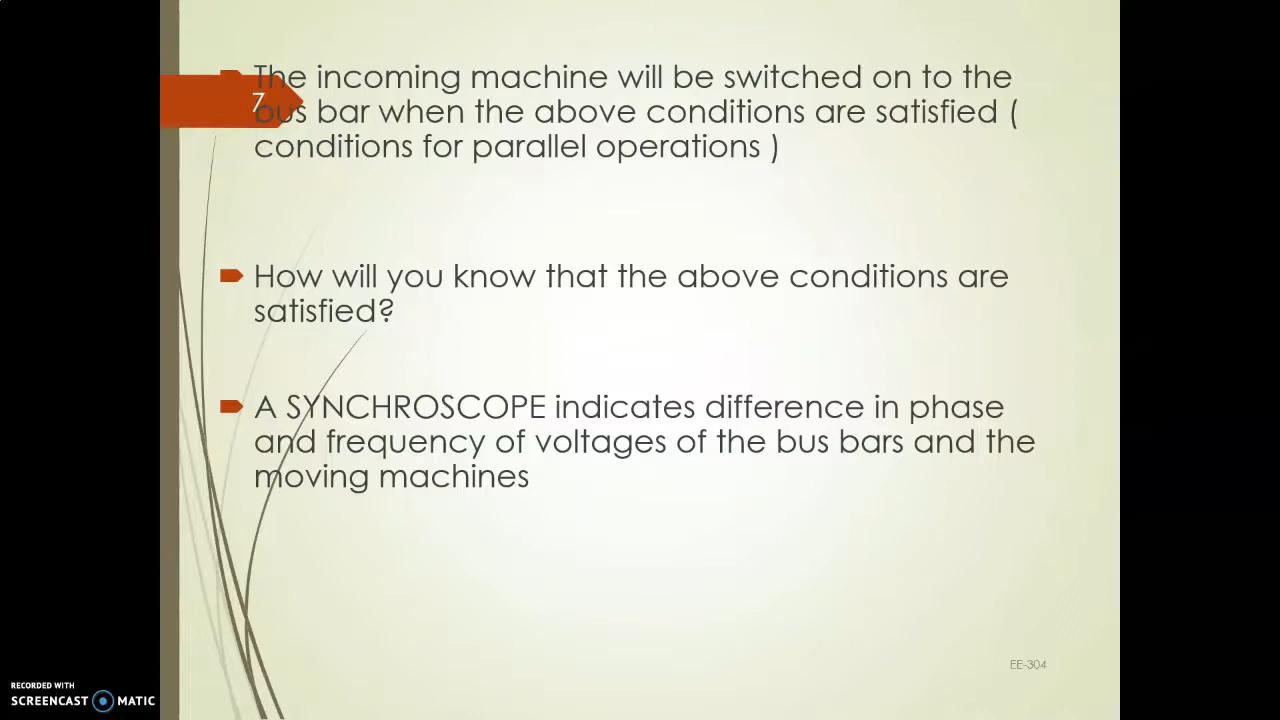 The incoming machine will be switched on to the
7
bus bar when the above conditions are satisfied (
conditions for parallel operations )
How will you know that the above conditions are
satisfied?
A SYNCHROSCOPE indicates difference in phase
and frequency of voltages of the bus bars and the
moving machines
EE-304
RECORDED WITH
SCREENCAST MATIC